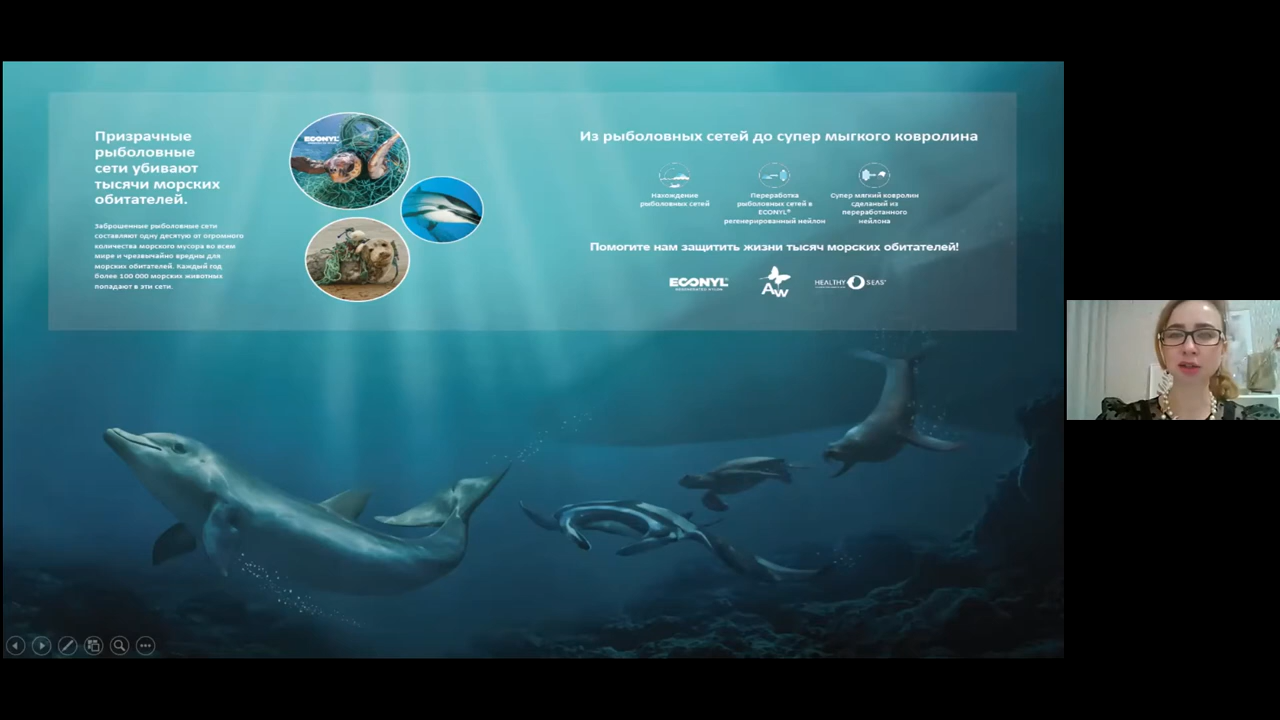 Призрачные
рыболовные
сети убивают
тысячи морских
обитателей.
Заброшенные рыболовные сети
составляют одну десятую от огромного
количества морского мусора во всем
мире и чрезвычайно вредны для
морских обитателей. Каждый год
более 100 000 морских животных
попадают в эти сети.
ECONYL®
Из рыболовных сетей до супер мыгкого ковролина
Нахождение
рыболовных сетей
Переработка
рыболовных сетей в
ECONYL®
регенерированный нейлон
Супер мягкий ковролин
сделаный из
переработанного
нейлона
Помогите нам защитить жизни тысяч морских обитателей!
ECONYL®
AW
HEALTHY SEAS